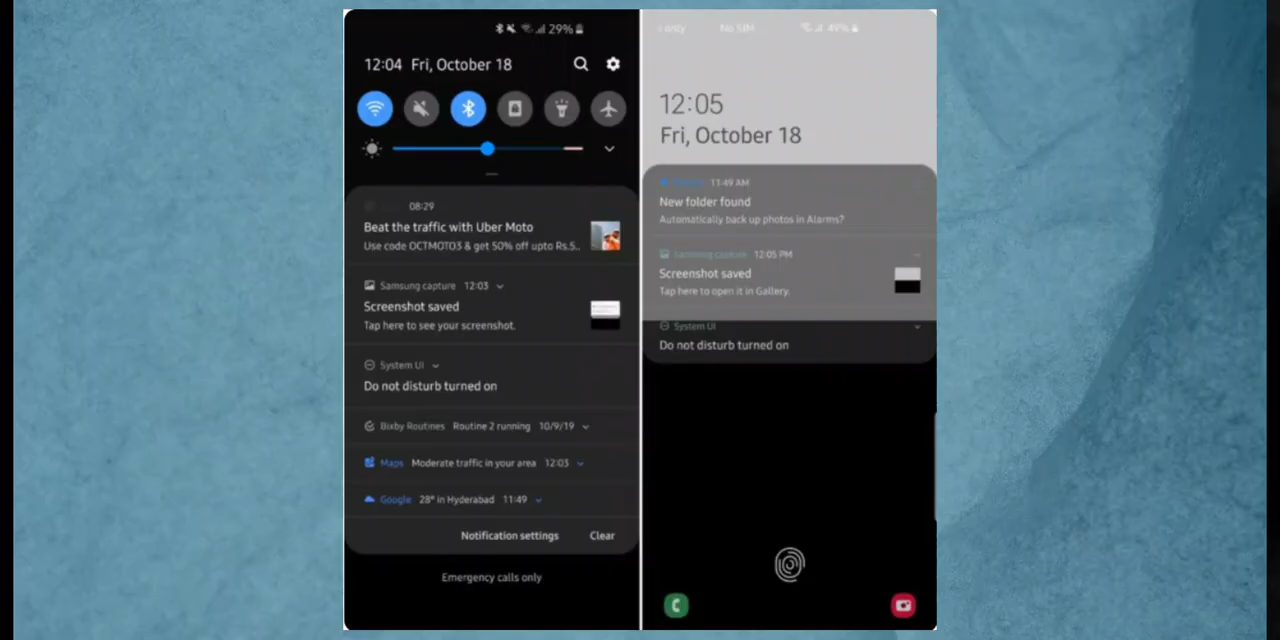 29%
12:04 Fri, October 18
08:29
Beat the traffic with Uber Moto
Use code OCTMOTO3 & get 50% off upto Rs.5..
Samsung capture 12:03
Screenshot saved
Tap here to see your screenshot.
System UI
Do not disturb turned on
Bixby Routines Routine 2 running 10/9/19
Maps Moderate traffic in your area 12:03
Google 28° in Hyderabad 11:49
Notification settings Clear
Emergency calls only
only No SIM 49%
12:05
Fri, October 18
11:49 AM
New folder found
Automatically back up photos in Alarms?
Samsung capture 12:05 PM
Screenshot saved
Tap here to open it in Gallery.
System UI
Do not disturb turned on